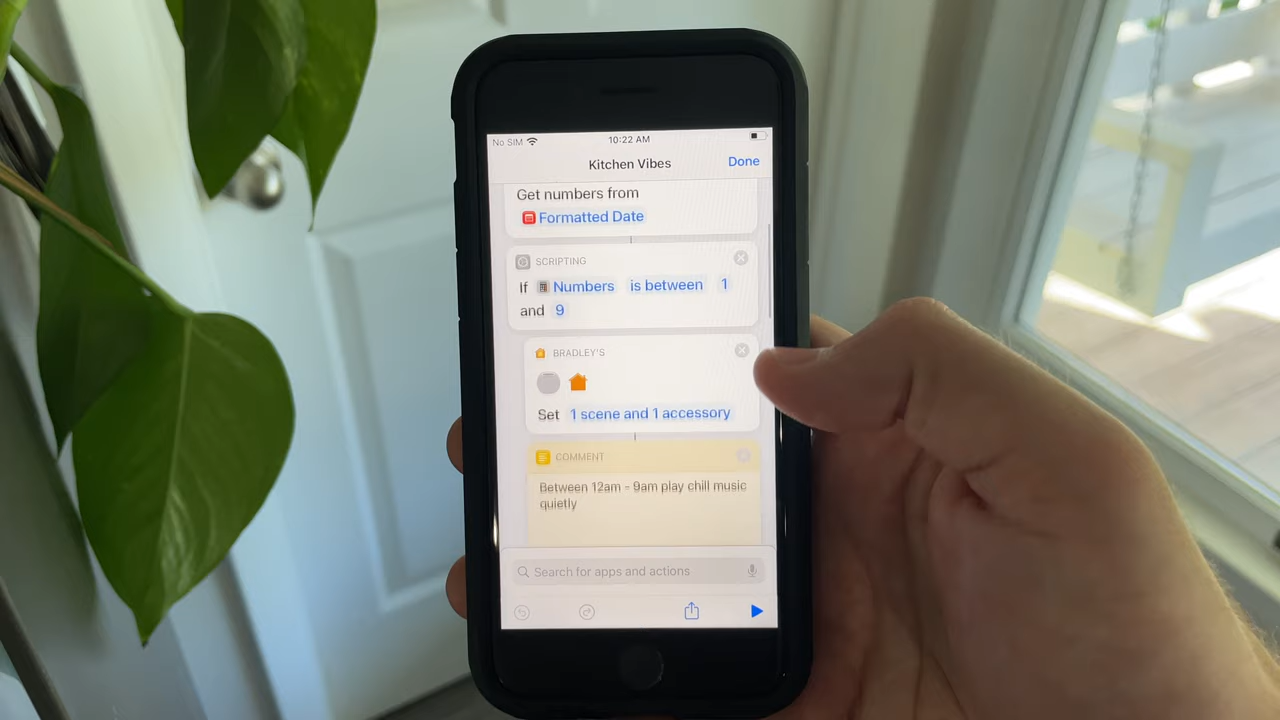 No SIM 10:22 AM
Kitchen Vibes Done
Get numbers from
Formatted Date
SCRIPTING
If Numbers is between 1
and 9
BRADLEY'S
Set 1 scene and 1 accessory
COMMENT
Between 12am - 9am play chill music
quietly
Search for apps and actions